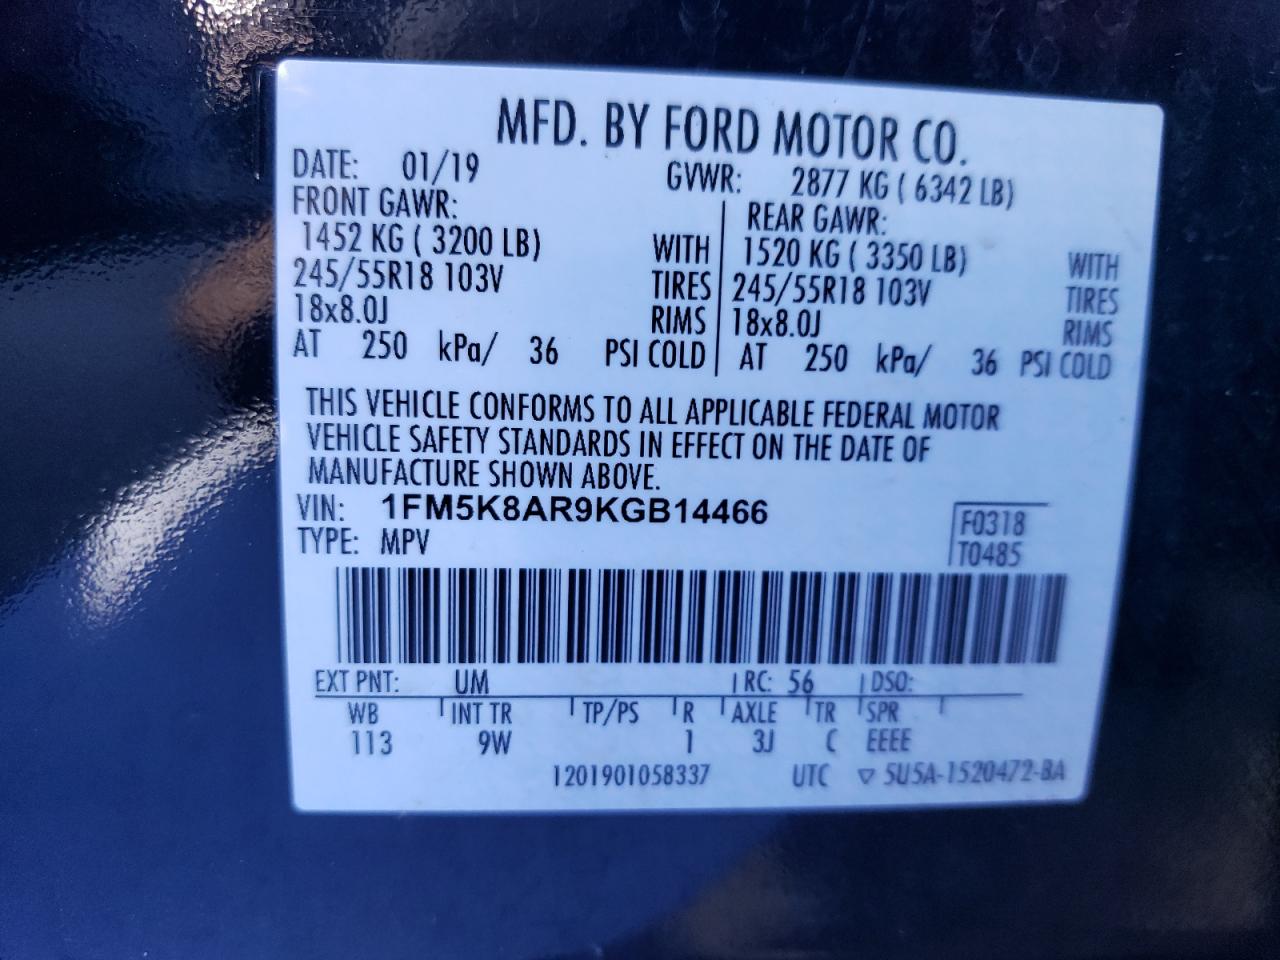 MFD. BY FORD MOTOR CO.
DATE: 01/19 GVWR: 2877 KG ( 6342 LB)
FRONT GAWR: REAR GAWR:
1452 KG ( 3200 LB) WITH 1520 KG ( 3350 LB) WITH
245/55R18 103V TIRES 245/55R18 103V TIRES
18x8.0J RIMS 18x8.0J RIMS
AT 250 kPa/ 36 PSI COLD AT 250 kPa/ 36 PSI COLD
THIS VEHICLE CONFORMS TO ALL APPLICABLE FEDERAL MOTOR
VEHICLE SAFETY STANDARDS IN EFFECT ON THE DATE OF
MANUFACTURE SHOWN ABOVE.
VIN: 1FM5K8AR9KGB14466 F0318
TYPE: MPV T0485
EXT PNT: UM RC: 56 DSO:
WB INT TR TP/PS R AXLE TR SPR
113 9W 1 3J C EEEE
1201901058337 UTC ▽ 5U5A-1520472-BA